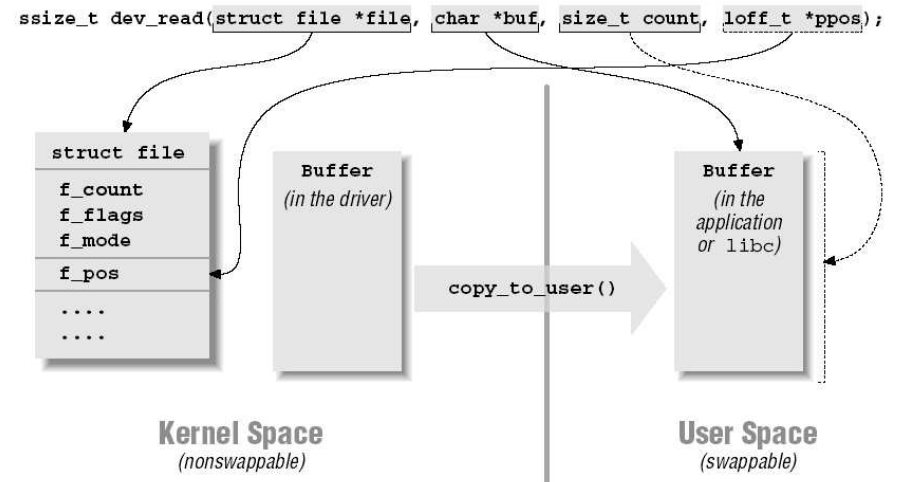 ssize_t dev_read(struct file *file, char *buf, size_t count, loff_t *ppos);
struct file
f_count
f_flags
f_mode
f_pos
....
....
Buffer
(in the driver)
copy_to_user()
Buffer
(in the
application
or libc)
Kernel Space
(nonswappable)
User Space
(swappable)